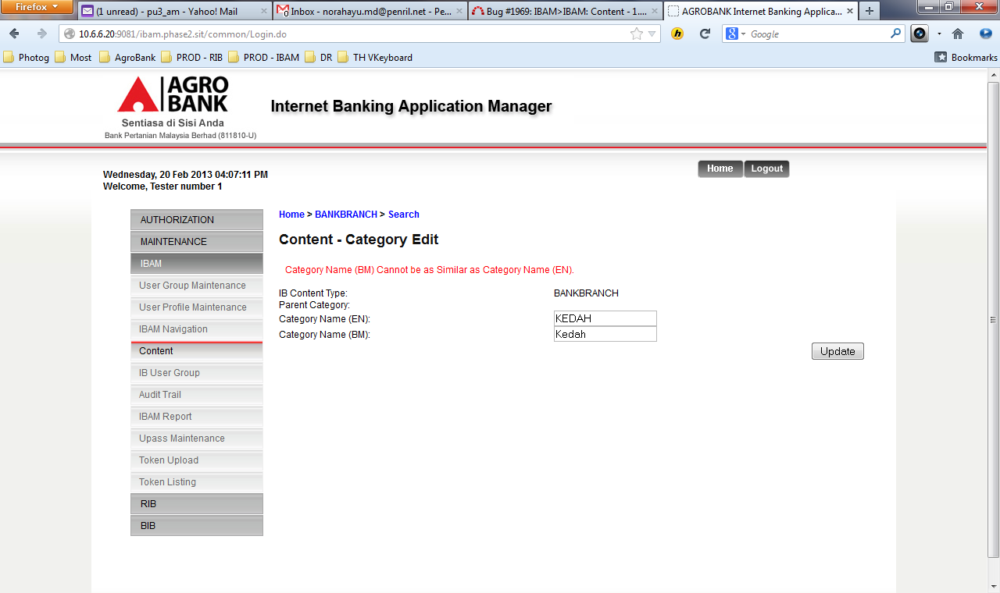 Firefox
(1 unread) - pu3_am - Yahoo! Mail
Inbox - norahayu.md@penril.net - Pe...
Bug #1969: IBAM>IBAM: Content - 1....
AGROBANK Internet Banking Applica...
10.6.6.20:9081/ibam.phase2.sit/common/Login.do
Google
Photog
Most
AgroBank
PROD - RIB
PROD - IBAM
DR
TH VKeyboard
Bookmarks
AGRO
BANK
Sentiasa di Sisi Anda
Bank Pertanian Malaysia Berhad (811810-U)
Internet Banking Application Manager
Home
Logout
Wednesday, 20 Feb 2013 04:07:11 PM
Welcome, Tester number 1
AUTHORIZATION
MAINTENANCE
IBAM
User Group Maintenance
User Profile Maintenance
IBAM Navigation
Content
IB User Group
Audit Trail
IBAM Report
Upass Maintenance
Token Upload
Token Listing
RIB
BIB
Home > BANKBRANCH > Search
Content - Category Edit
Category Name (BM) Cannot be as Similar as Category Name (EN).
IB Content Type: BANKBRANCH
Parent Category:
Category Name (EN): KEDAH
Category Name (BM): Kedah
Update